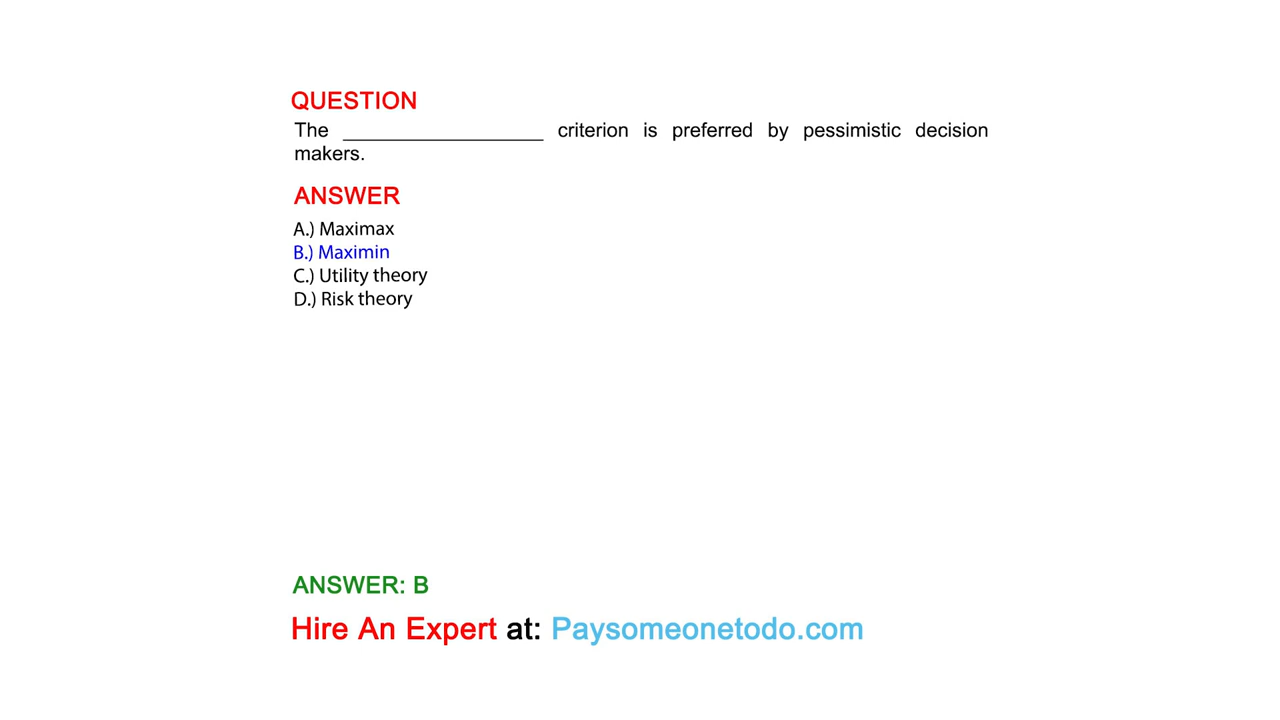 QUESTION
The __________________ criterion is preferred by pessimistic decision
makers.
ANSWER
A.) Maximax
B.) Maximin
C.) Utility theory
D.) Risk theory
ANSWER: B
Hire An Expert at: Paysomeonetodo.com